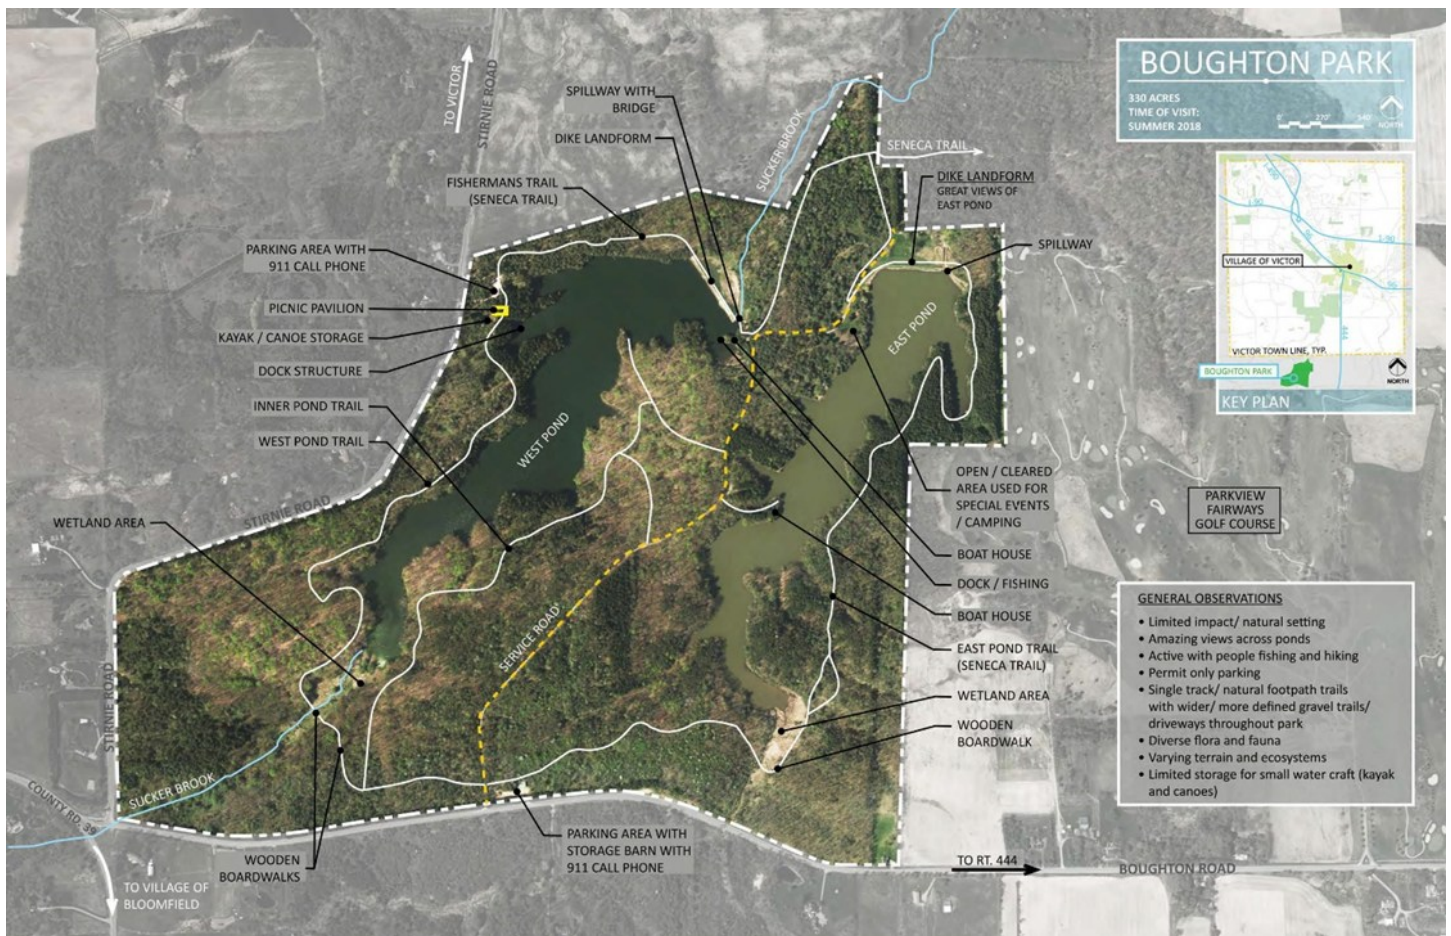 BOUGHTON PARK
330 ACRES
TIME OF VISIT:
SUMMER 2018
0' 270' 540'
NORTH
TO VICTOR
STIRNIE ROAD
SPILLWAY WITH
BRIDGE
DIKE LANDFORM
SUCKER BROOK
SENECA TRAIL
FISHERMANS TRAIL
(SENECA TRAIL)
DIKE LANDFORM
GREAT VIEWS OF
EAST POND
SPILLWAY
PARKING AREA WITH
911 CALL PHONE
PICNIC PAVILION
KAYAK / CANOE STORAGE
DOCK STRUCTURE
INNER POND TRAIL
WEST POND TRAIL
WEST POND
EAST POND
STIRNIE ROAD
WETLAND AREA
I-490
I-90
I-90
96
96
444
VILLAGE OF VICTOR
VICTOR TOWN LINE, TYP.
BOUGHTON PARK
NORTH
KEY PLAN
OPEN / CLEARED
AREA USED FOR
SPECIAL EVENTS
/ CAMPING
PARKVIEW
FAIRWAYS
GOLF COURSE
BOAT HOUSE
DOCK / FISHING
BOAT HOUSE
EAST POND TRAIL
(SENECA TRAIL)
WETLAND AREA
WOODEN
BOARDWALK
SERVICE ROAD
GENERAL OBSERVATIONS
• Limited impact/ natural setting
• Amazing views across ponds
• Active with people fishing and hiking
• Permit only parking
• Single track/ natural footpath trails
with wider/ more defined gravel trails/
driveways throughout park
• Diverse flora and fauna
• Varying terrain and ecosystems
• Limited storage for small water craft (kayak
and canoes)
STIRNIE ROAD
SUCKER BROOK
COUNTY RD. 39
WOODEN
BOARDWALKS
PARKING AREA WITH
STORAGE BARN WITH
911 CALL PHONE
TO RT. 444
BOUGHTON ROAD
TO VILLAGE OF
BLOOMFIELD